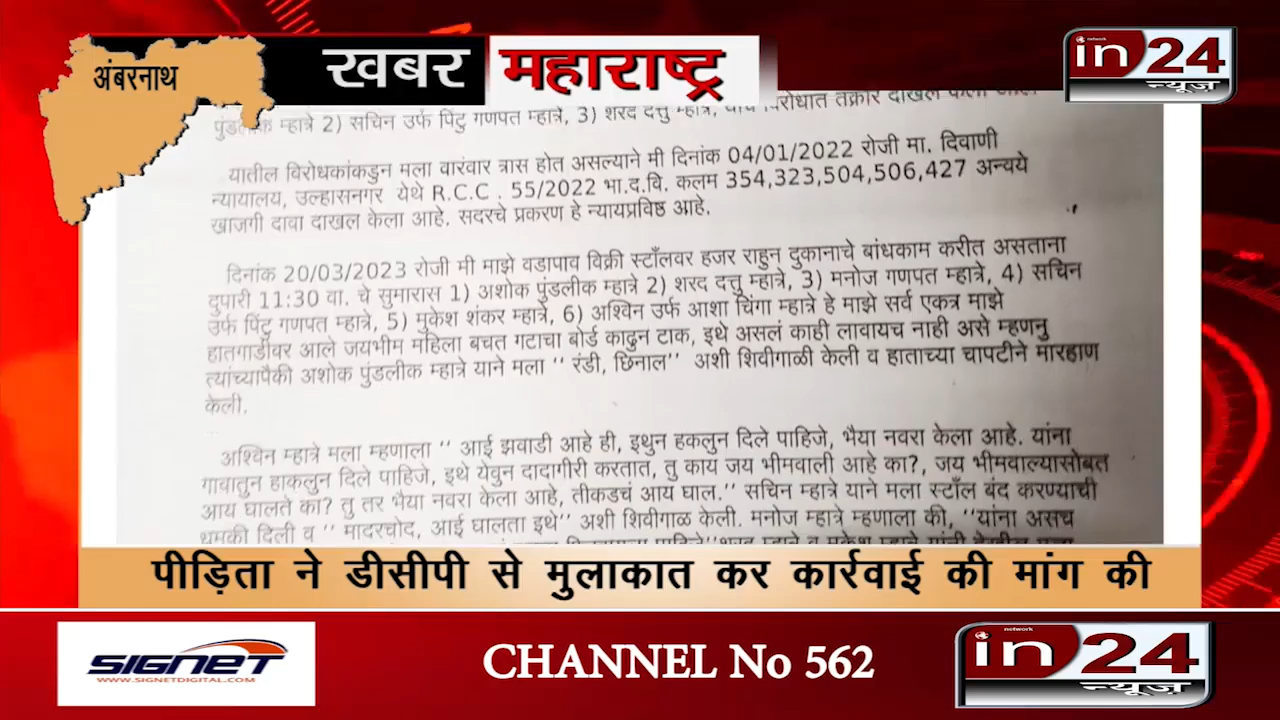 अंबरनाथ
खबर महाराष्ट्र
network
in 24
न्यूज
पुंडलीक म्हात्रे 2) सचिन उर्फ पिंटु गणपत म्हात्रे, 3) शरद दत्तु म्हात्रे, यांचे विरोधात तक्रार दाखल केली आहे
यातील विरोधकांकडुन मला वारंवार त्रास होत असल्याने मी दिनांक 04/01/2022 रोजी मा. दिवाणी
न्यायालय, उल्हासनगर येथे R.C.C . 55/2022 भा.द.वि. कलम 354,323,504,506,427 अन्वये
खाजगी दावा दाखल केला आहे. सदरचे प्रकरण हे न्यायप्रविष्ठ आहे.
दिनांक 20/03/2023 रोजी मी माझे वडापाव विक्री स्टॉलवर हजर राहुन दुकानाचे बांधकाम करीत असताना
दुपारी 11:30 वा. चे सुमारास 1) अशोक पुंडलीक म्हात्रे 2) शरद दत्तु म्हात्रे, 3) मनोज गणपत म्हात्रे, 4) सचिन
उर्फ पिंटु गणपत म्हात्रे, 5) मुकेश शंकर म्हात्रे, 6) अश्विन उर्फ आशा चिंगा म्हात्रे हे माझे सर्व एकत्र माझे
हातगाडीवर आले जयभीम महिला बचत गटाचा बोर्ड काढुन टाक, इथे असलं काही लावायच नाही असे म्हणनु
त्यांच्यापैकी अशोक पुंडलीक म्हात्रे याने मला " रंडी, छिनाल" अशी शिवीगाळी केली व हाताच्या चापटीने मारहाण
केली.
अश्विन म्हात्रे मला म्हणाला " आई झवाडी आहे ही, इथुन हकलुन दिले पाहिजे, भैया नवरा केला आहे. यांना
गावातुन हाकलुन दिले पाहिजे, इथे येवुन दादागीरी करतात, तु काय जय भीमवाली आहे का?, जय भीमवाल्यासोबत
आय घालते का? तु तर भैया नवरा केला आहे, तीकडचं आय घाल." सचिन म्हात्रे याने मला स्टॉल बंद करण्याची
धमकी दिली व " मादरचोद, आई घालता इथे" अशी शिवीगाळ केली. मनोज म्हात्रे म्हणाला की, "यांना असच
पीड़िता ने डीसीपी से मुलाकात कर कार्रवाई की मांग की
SIGNET
WWW.SIGNETDIGITAL.COM
CHANNEL No 562
network
in 24
न्यूज़